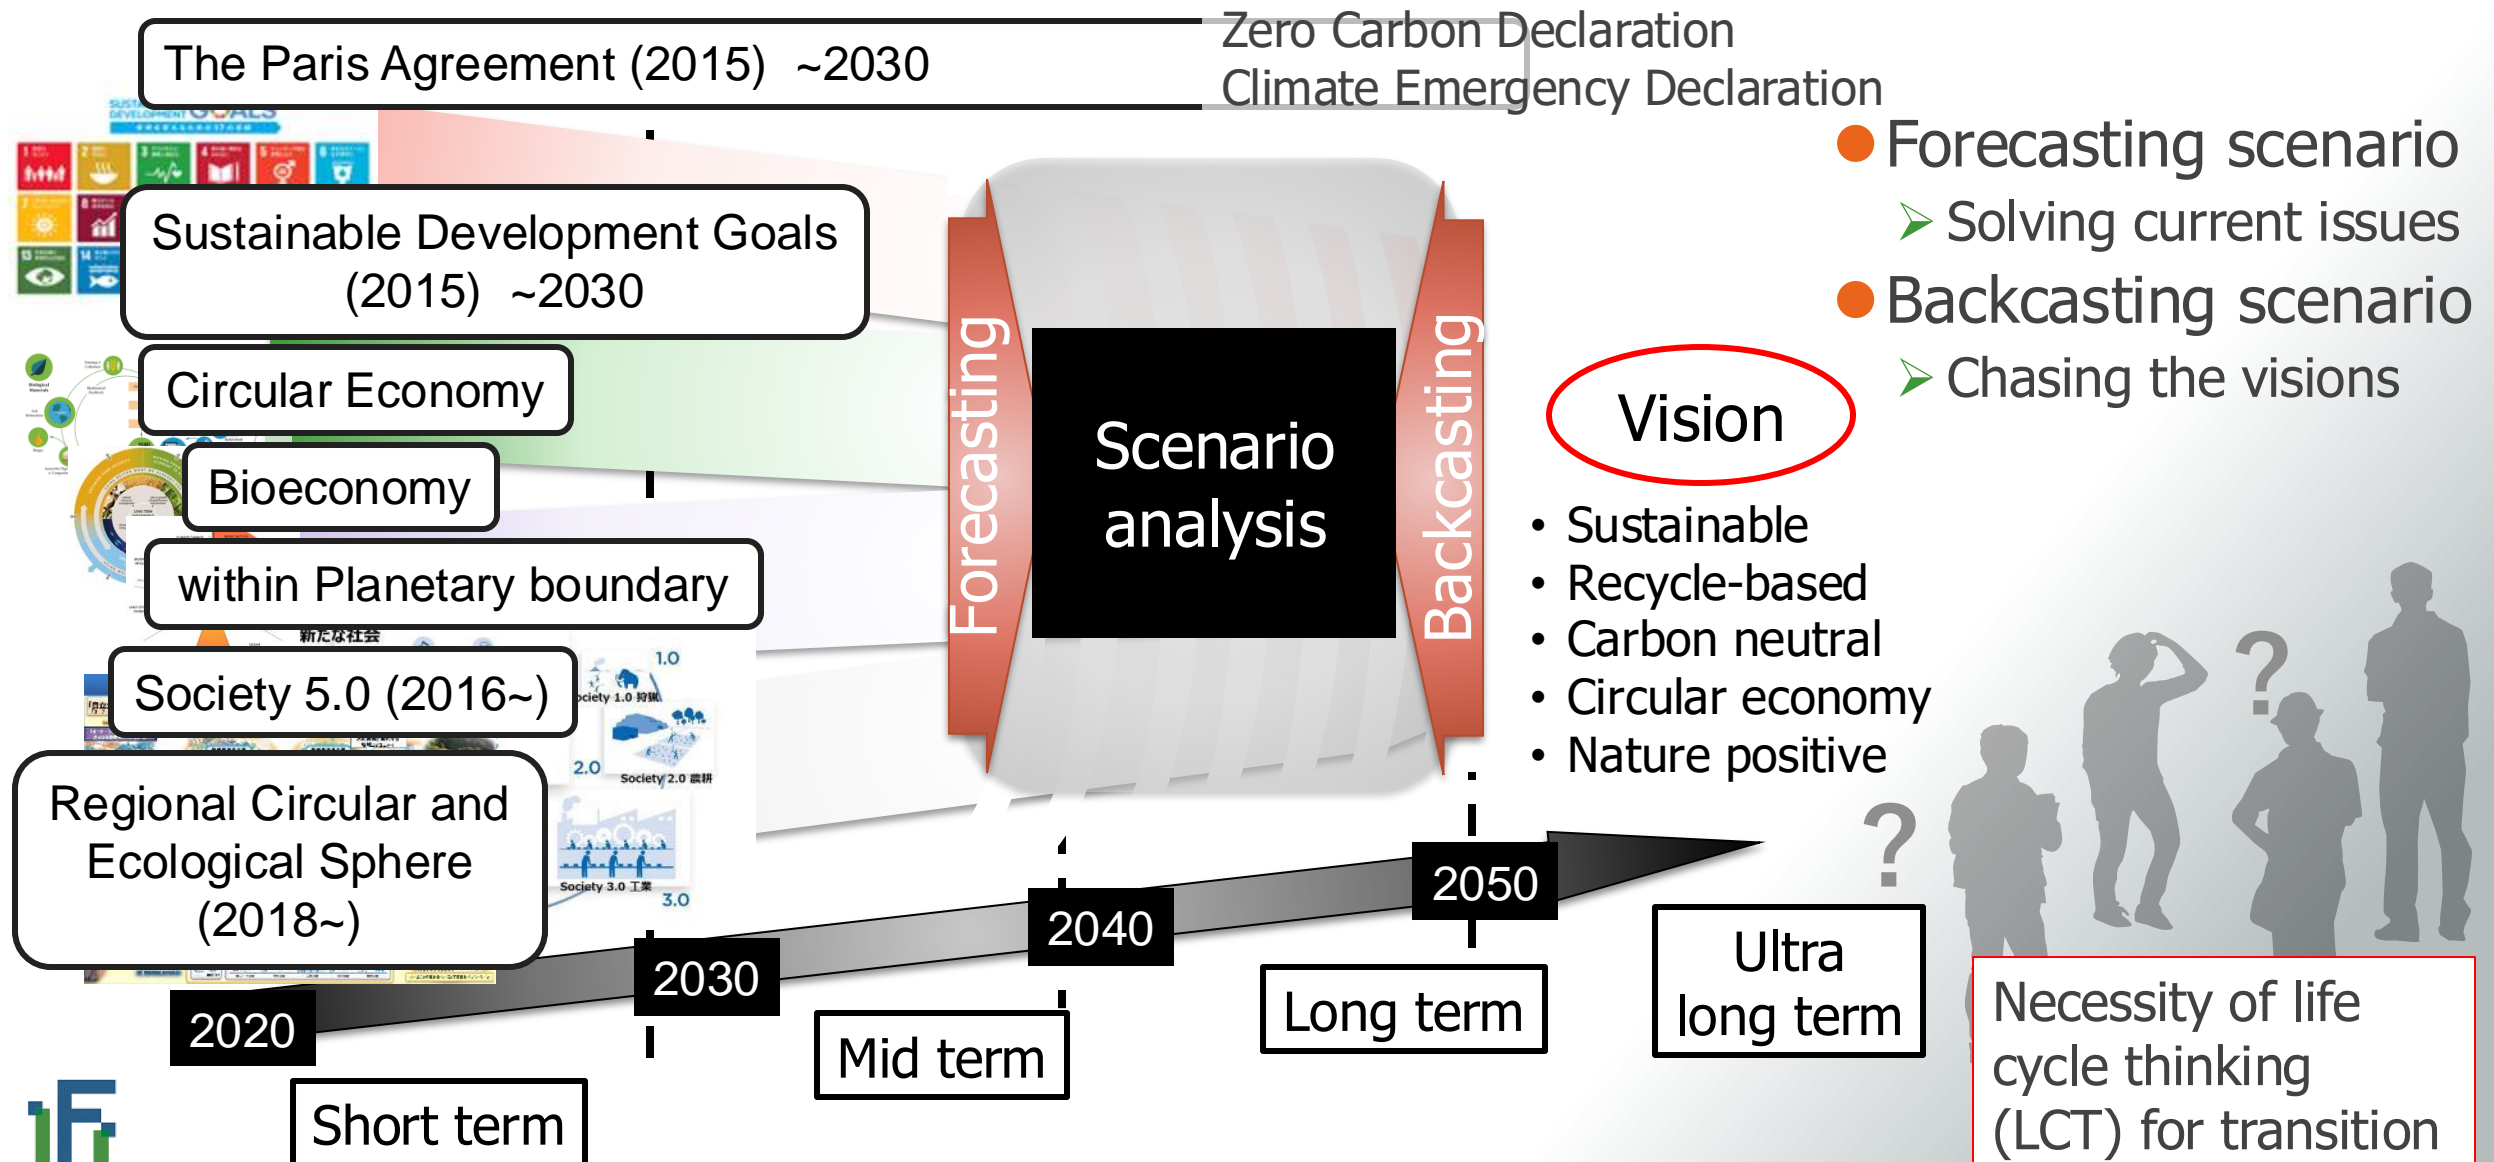 The Paris Agreement (2015) ~2030
Zero Carbon Declaration
Climate Emergency Declaration
DEVELOPMENT GOALS
Sustainable Development Goals
(2015) ~2030
Circular Economy
Bioeconomy
within Planetary boundary
新たな社会
Society 5.0 (2016~)
1.0
Society 1.0 狩猟
2.0
Society 2.0 農耕
Society 3.0 工業
3.0
Regional Circular and
Ecological Sphere
(2018~)
Forecasting
Scenario
analysis
Backcasting
Forecasting scenario
Solving current issues
Backcasting scenario
Chasing the visions
Vision
• Sustainable
• Recycle-based
• Carbon neutral
• Circular economy
• Nature positive
?
?
2020
2030
2040
2050
Short term
Mid term
Long term
Ultra
long term
Necessity of life
cycle thinking
(LCT) for transition